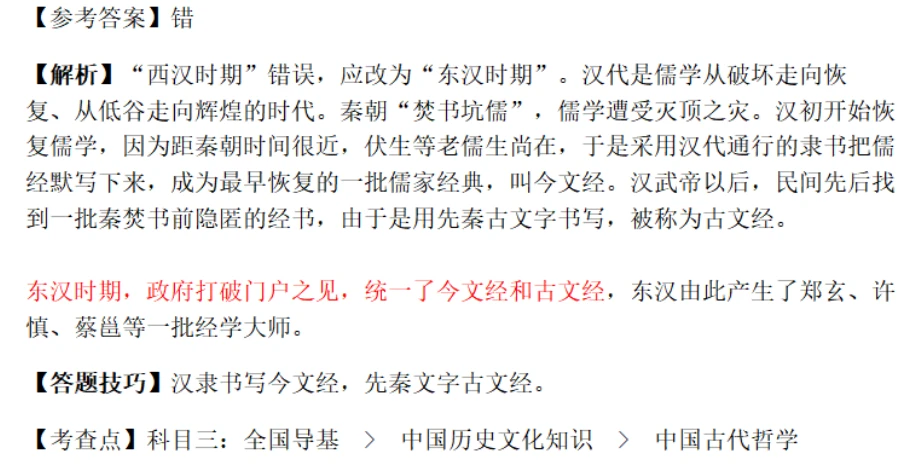 【参考答案】错
【解析】“西汉时期”错误，应改为“东汉时期”。汉代是儒学从破坏走向恢
复、从低谷走向辉煌的时代。秦朝“焚书坑儒”，儒学遭受灭顶之灾。汉初开始恢
复儒学，因为距秦朝时间很近，伏生等老儒生尚在，于是采用汉代通行的隶书把儒
经默写下来，成为最早恢复的一批儒家经典，叫今文经。汉武帝以后，民间先后找
到一批秦焚书前隐匿的经书，由于是用先秦古文字书写，被称为古文经。
东汉时期，政府打破门户之见，统一了今文经和古文经，东汉由此产生了郑玄、许
慎、蔡邕等一批经学大师。
【答题技巧】汉隶书写今文经，先秦文字古文经。
【考查点】科目三：全国导基 > 中国历史文化知识 > 中国古代哲学